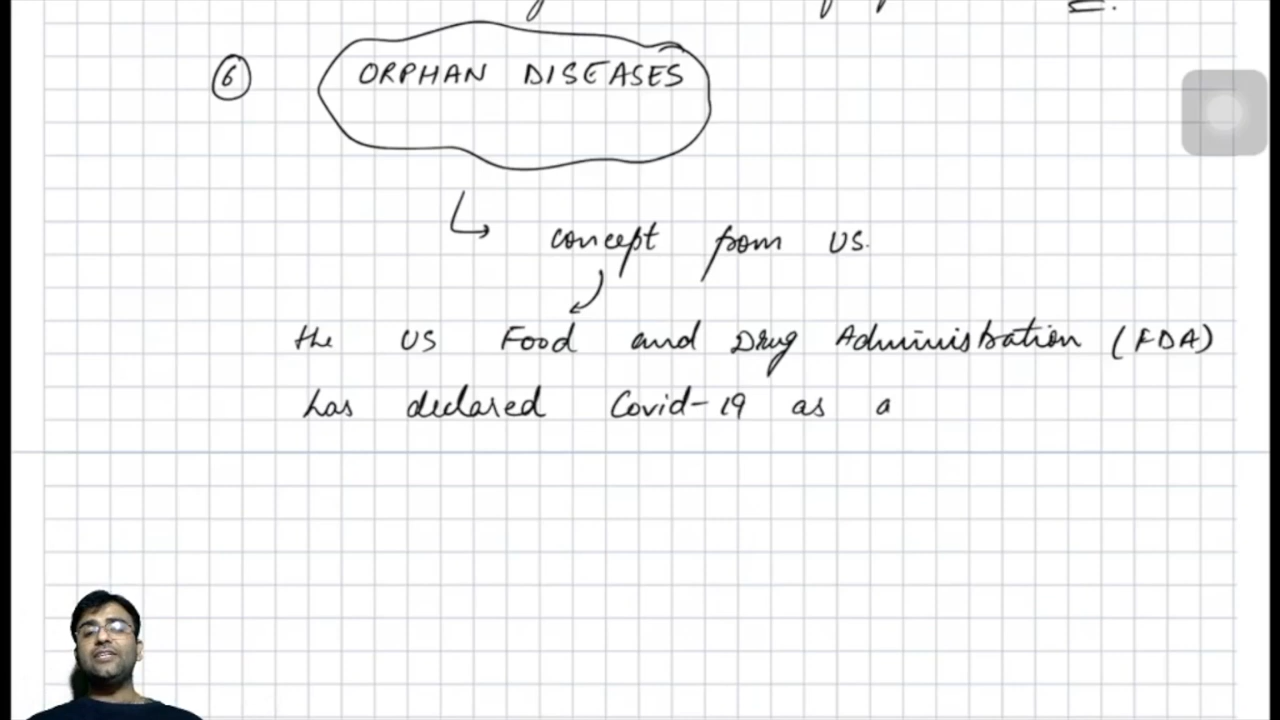 6 ORPHAN DISEASES
concept from US.
the US Food and Drug Administration (FDA)
has declared Covid-19 as a